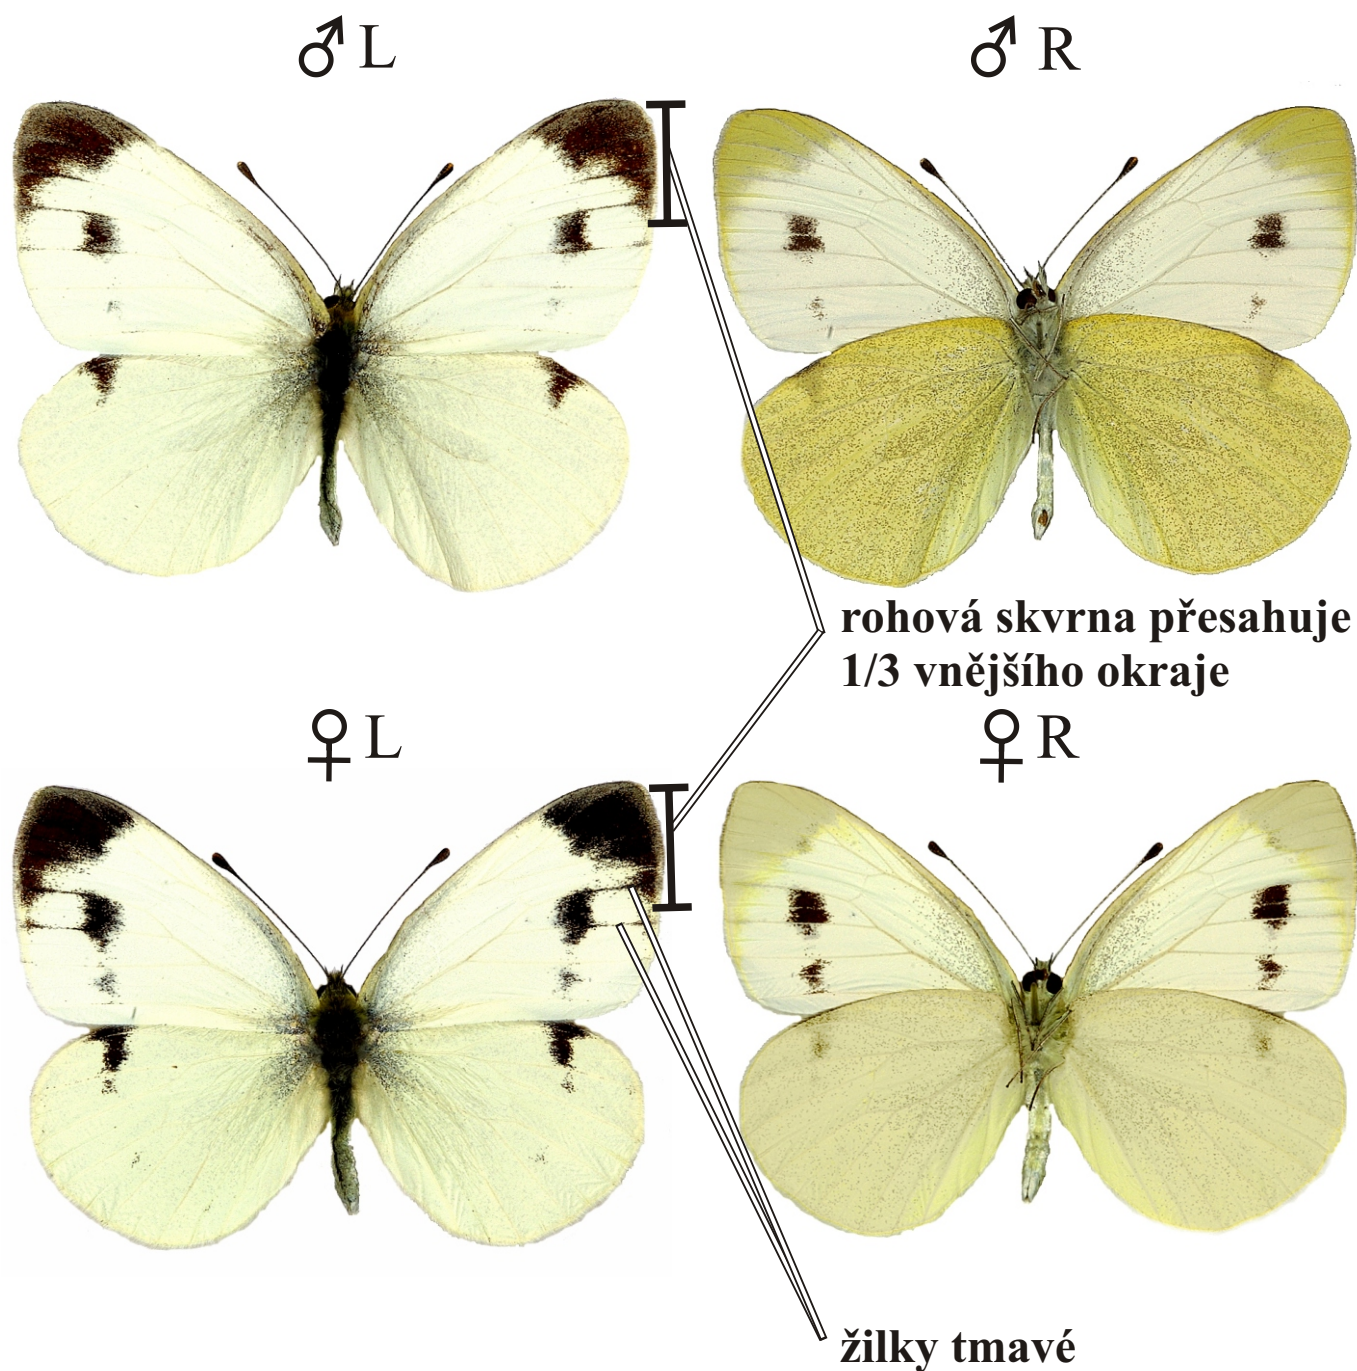 ♂ L
♂ R
rohová skvrna přesahuje
1/3 vnějšího okraje
♀ L
♀ R
žilky tmavé